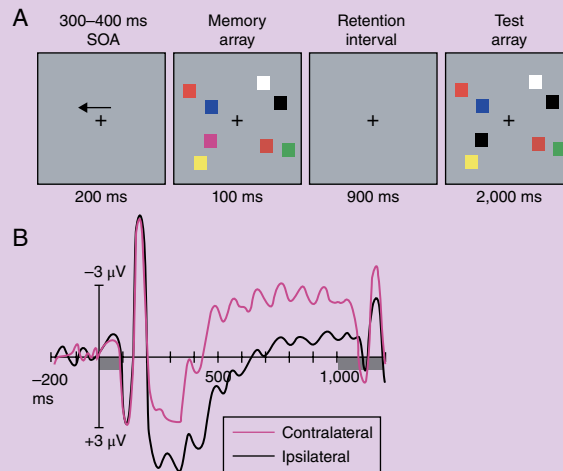 A
300–400 ms
SOA
Memory
array
Retention
interval
Test
array
200 ms
100 ms
900 ms
2,000 ms
B
−3 μV
−200
ms
500
1,000
+3 μV
Contralateral
Ipsilateral